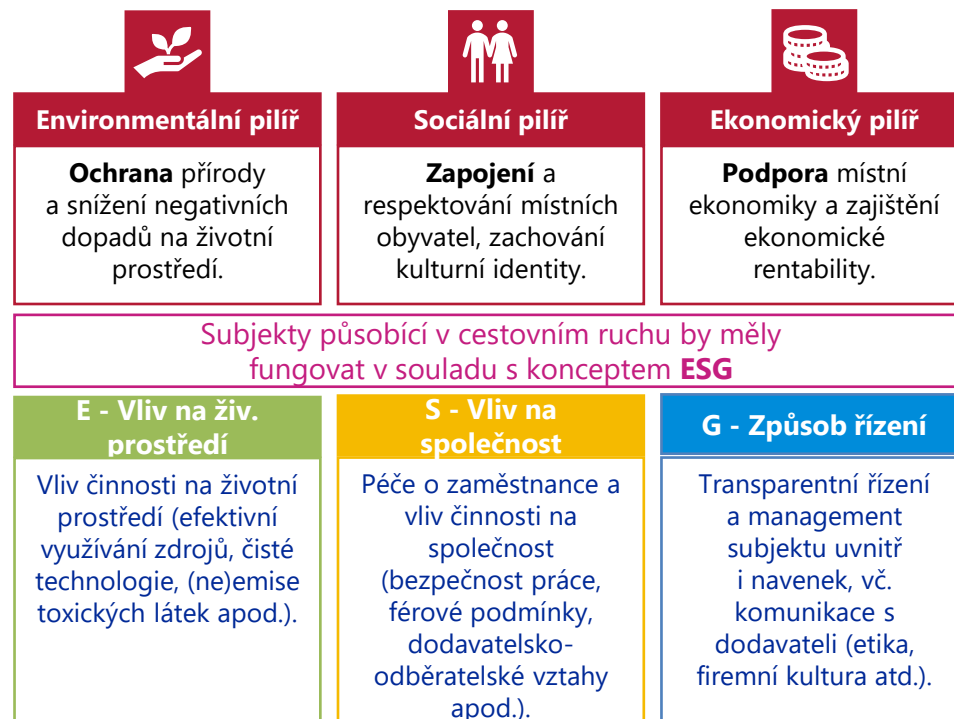 Environmentální pilíř
Ochrana přírody
a snížení negativních
dopadů na životní
prostředí.
Sociální pilíř
Zapojení a
respektování místních
obyvatel, zachování
kulturní identity.
Ekonomický pilíř
Podpora místní
ekonomiky a zajištění
ekonomické
rentability.
Subjekty působící v cestovním ruchu by měly
fungovat v souladu s konceptem ESG
E - Vliv na živ.
prostředí
Vliv činnosti na životní
prostředí (efektivní
využívání zdrojů, čisté
technologie, (ne)emise
toxických látek apod.).
S - Vliv na
společnost
Péče o zaměstnance a
vliv činnosti na
společnost
(bezpečnost práce,
férové podmínky,
dodavatelsko-
odběratelské vztahy
apod.).
G - Způsob řízení
Transparentní řízení
a management
subjektu uvnitř
i navenek, vč.
komunikace s
dodavateli (etika,
firemní kultura atd.).